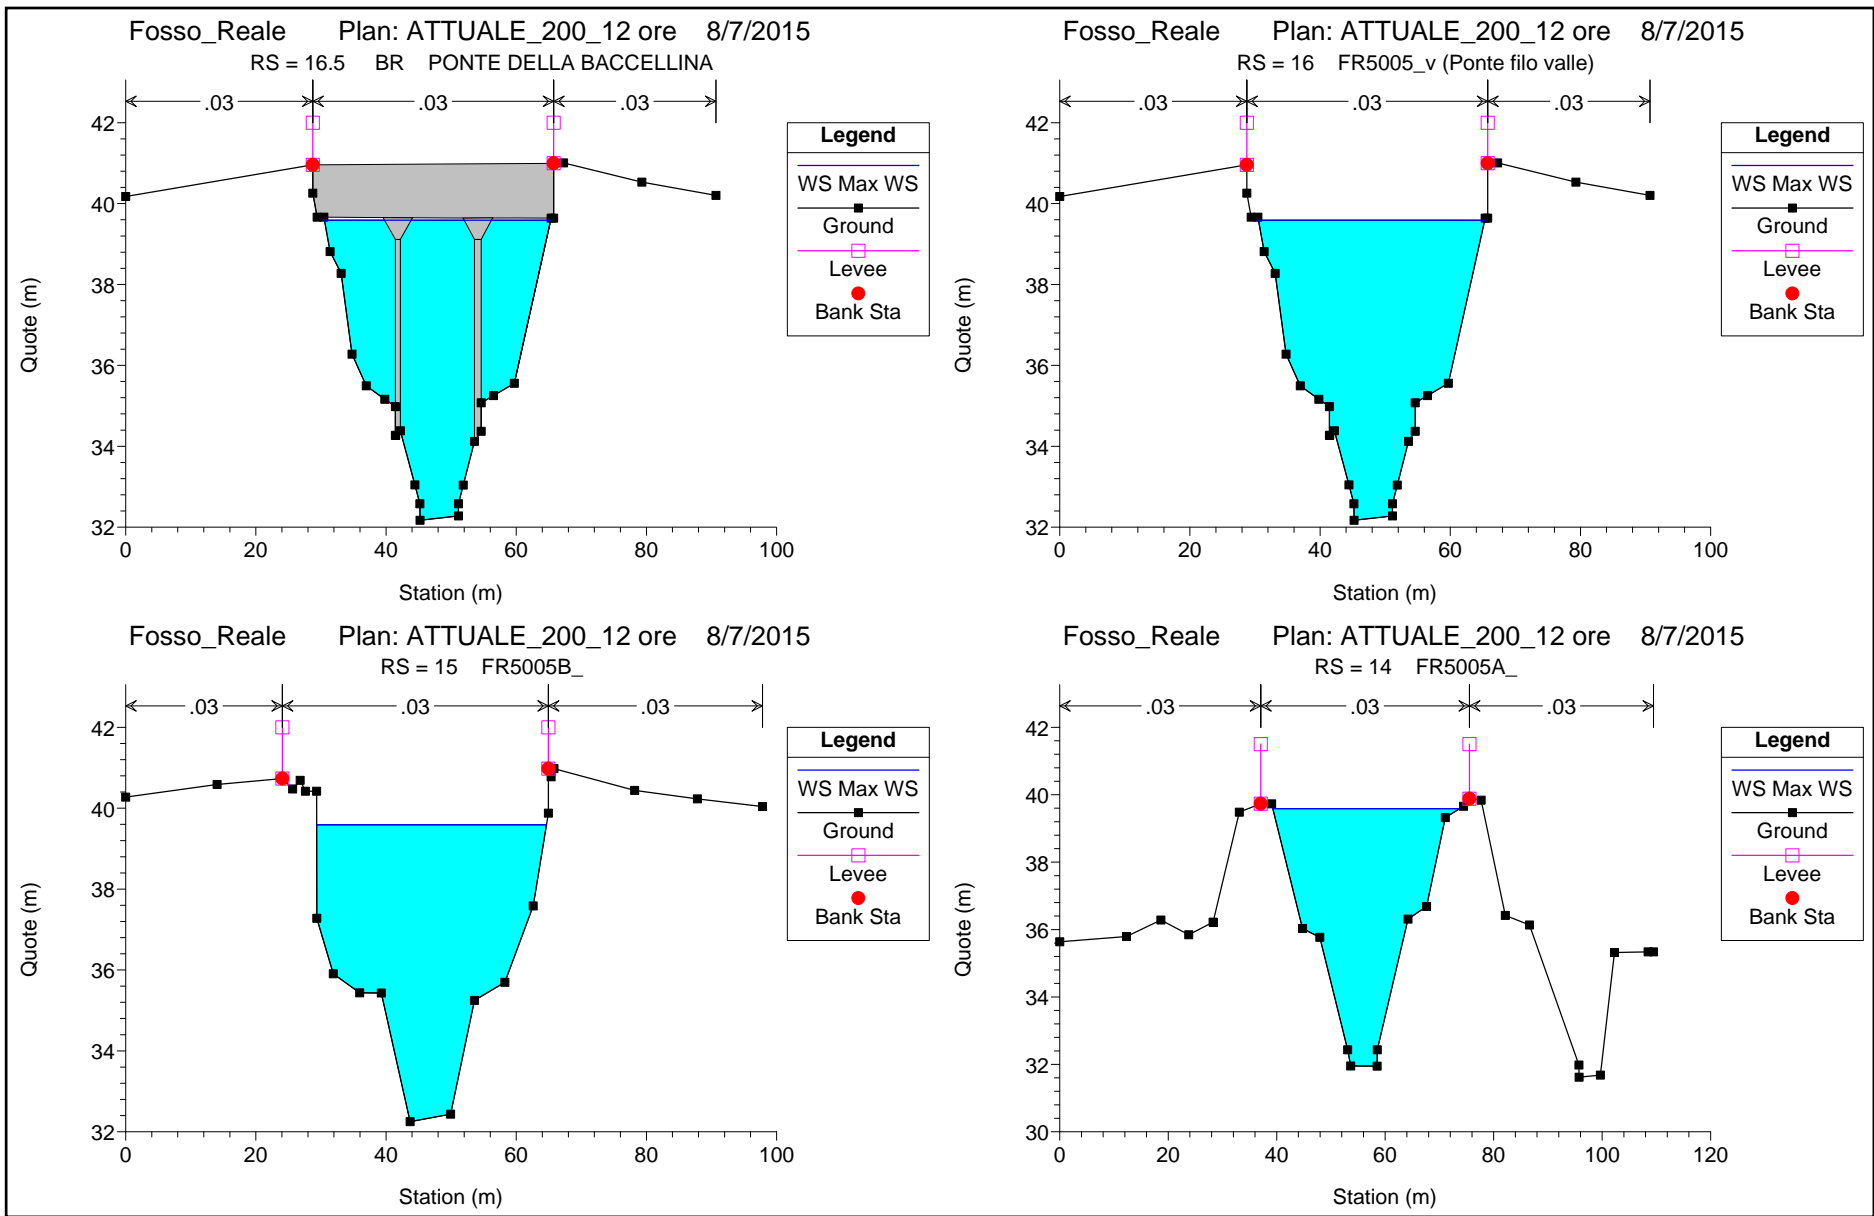 Fosso_Reale Plan: ATTUALE_200_12 ore 8/7/2015
RS = 16.5 BR PONTE DELLA BACCELLINA
.03 .03 .03
42
40
38
36
34
32
0 20 40 60 80 100
Quote (m)
Station (m)
Legend
WS Max WS
Ground
Levee
Bank Sta
Fosso_Reale Plan: ATTUALE_200_12 ore 8/7/2015
RS = 16 FR5005_v (Ponte filo valle)
.03 .03 .03
42
40
38
36
34
32
0 20 40 60 80 100
Quote (m)
Station (m)
Legend
WS Max WS
Ground
Levee
Bank Sta
Fosso_Reale Plan: ATTUALE_200_12 ore 8/7/2015
RS = 15 FR5005B_
.03 .03 .03
42
40
38
36
34
32
0 20 40 60 80 100
Quote (m)
Station (m)
Legend
WS Max WS
Ground
Levee
Bank Sta
Fosso_Reale Plan: ATTUALE_200_12 ore 8/7/2015
RS = 14 FR5005A_
.03 .03 .03
42
40
38
36
34
32
30
0 20 40 60 80 100 120
Quote (m)
Station (m)
Legend
WS Max WS
Ground
Levee
Bank Sta